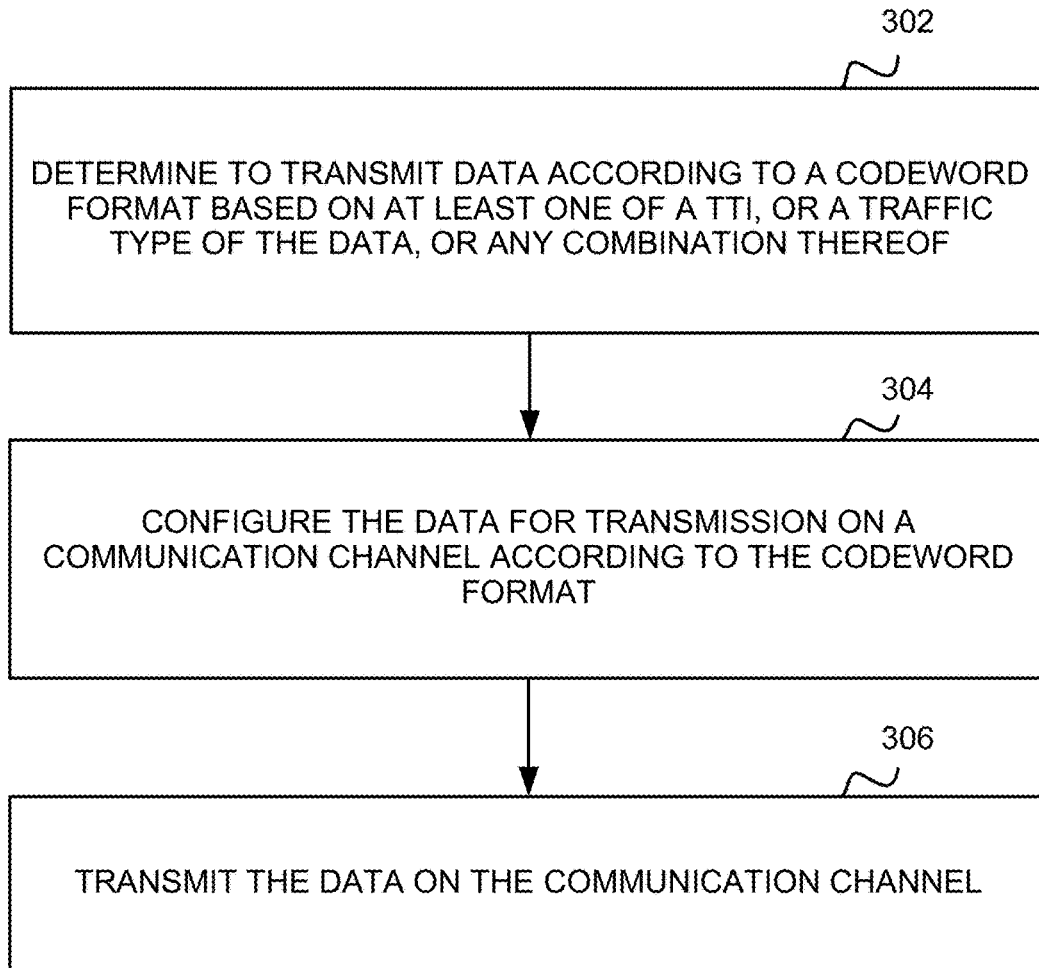 302
DETERMINE TO TRANSMIT DATA ACCORDING TO A CODEWORD
FORMAT BASED ON AT LEAST ONE OF A TTI, OR A TRAFFIC
TYPE OF THE DATA, OR ANY COMBINATION THEREOF
304
CONFIGURE THE DATA FOR TRANSMISSION ON A
COMMUNICATION CHANNEL ACCORDING TO THE CODEWORD
FORMAT
306
TRANSMIT THE DATA ON THE COMMUNICATION CHANNEL